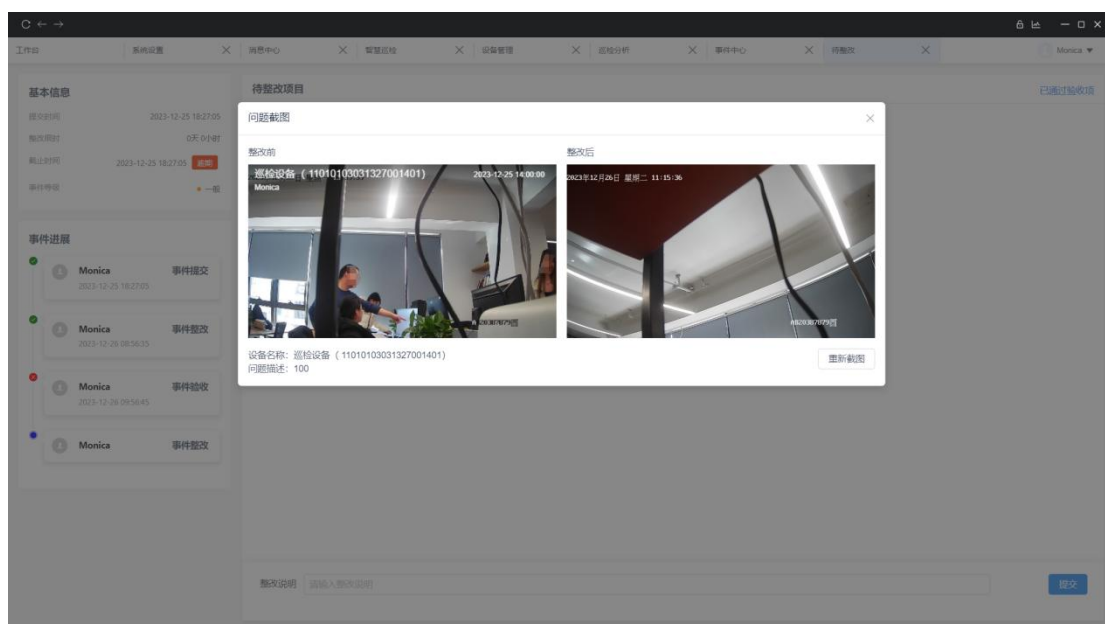 工作台 系统设置 消息中心 智慧巡检 设备管理 巡检分析 事件中心 待整改 Monica
基本信息
提交时间 2023-12-25 18:27:05
整改限时 0天 0小时
截止时间 2023-12-25 18:27:05 逾期
事件等级 一般
事件进展
Monica 事件提交
2023-12-25 18:27:05
Monica 事件整改
2023-12-26 08:56:35
Monica 事件验收
2023-12-26 09:56:45
Monica 事件整改
待整改项目 已通过验收项
问题截图
整改前 整改后
巡检设备(11010103031327001401) 2023-12-25 14:00:00
Monica
2023年12月26日 星期二 11:15:36
设备名称:巡检设备(11010103031327001401)
问题描述:100
重新截图
整改说明 请输入整改说明
提交